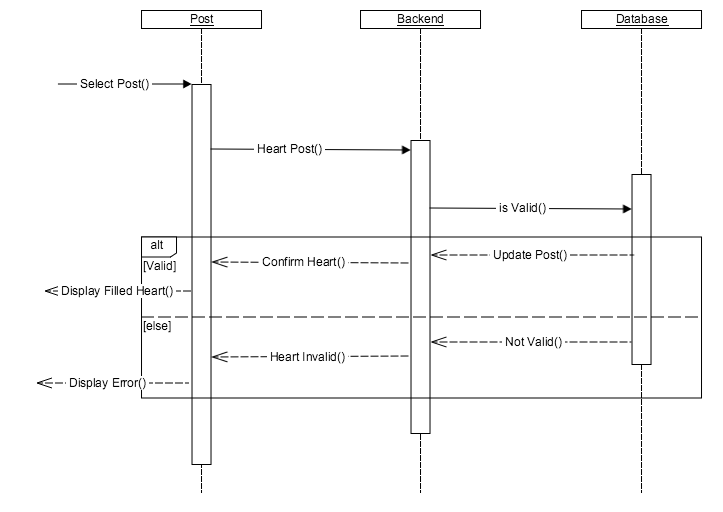 Post
Backend
Database
Select Post()
Heart Post()
is Valid()
alt
[Valid]
Update Post()
Confirm Heart()
Display Filled Heart()
[else]
Not Valid()
Heart Invalid()
Display Error()